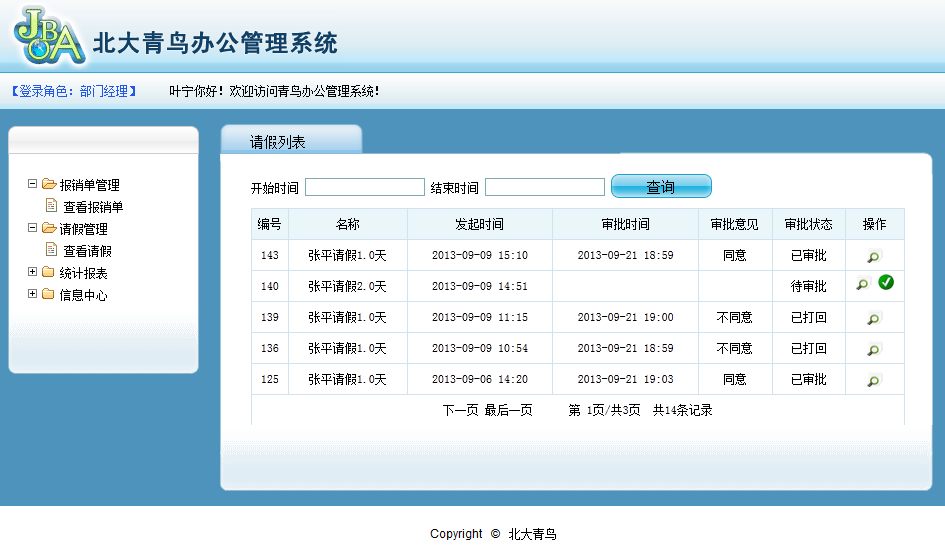 JBOA 北大青鸟办公管理系统
【登录角色：部门经理】 叶宁你好！欢迎访问青鸟办公管理系统！
报销单管理
查看报销单
请假管理
查看请假
统计报表
信息中心
请假列表
开始时间 结束时间 查询
编号 名称 发起时间 审批时间 审批意见 审批状态 操作
143 张平请假1.0天 2013-09-09 15:10 2013-09-21 18:59 同意 已审批
140 张平请假2.0天 2013-09-09 14:51 待审批
139 张平请假1.0天 2013-09-09 11:15 2013-09-21 19:00 不同意 已打回
136 张平请假1.0天 2013-09-09 10:54 2013-09-21 18:59 不同意 已打回
125 张平请假1.0天 2013-09-06 14:20 2013-09-21 19:03 同意 已审批
下一页 最后一页 第 1页/共3页 共14条记录
Copyright © 北大青鸟